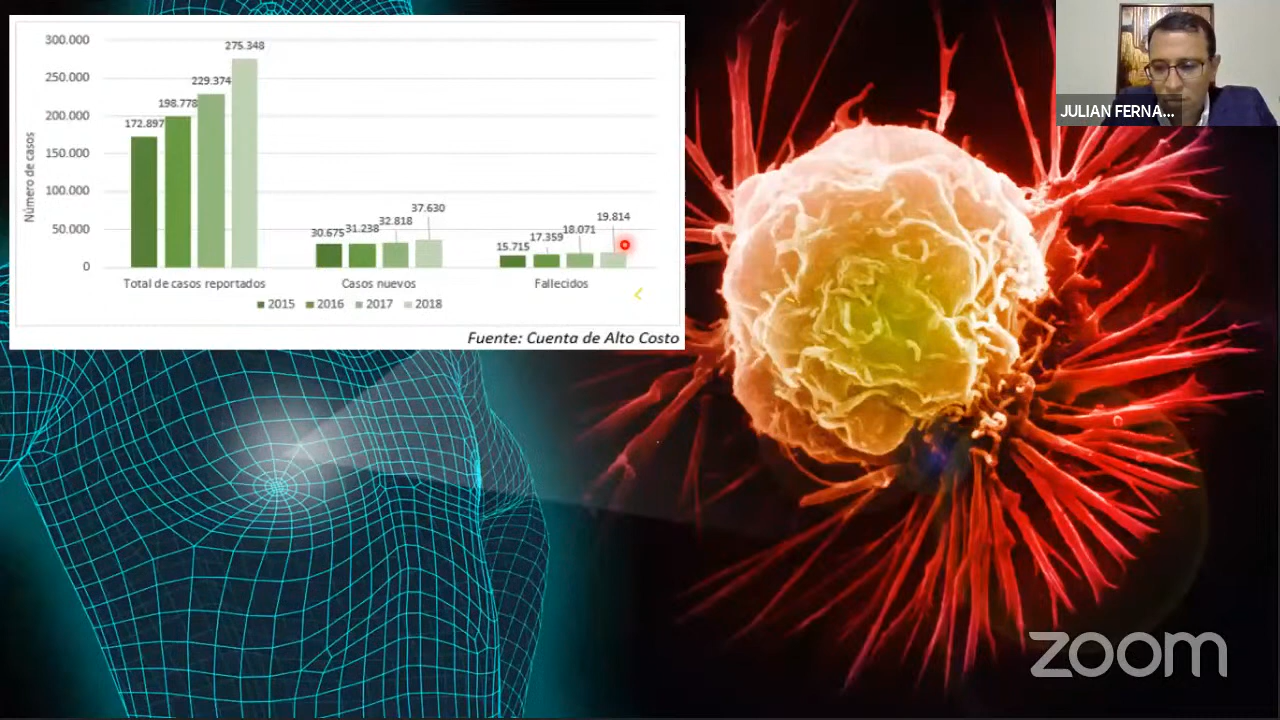 300.000
250.000
200.000
150.000
100.000
50.000
0
Número de casos
172.897
198.778
229.374
275.348
30.675
31.238
32.818
37.630
15.715
17.359
18.071
19.814
Total de casos reportados
Casos nuevos
Fallecidos
2015 2016 2017 2018
Fuente: Cuenta de Alto Costo
JULIAN FERNA...
zoom